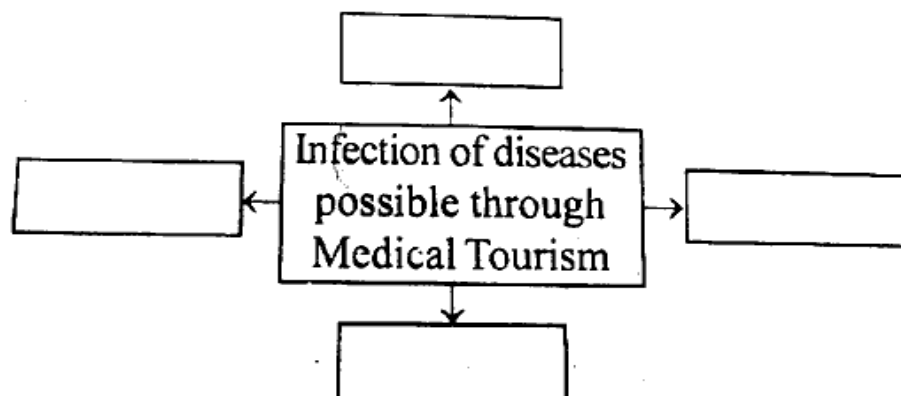 Infection of diseases
possible through
Medical Tourism